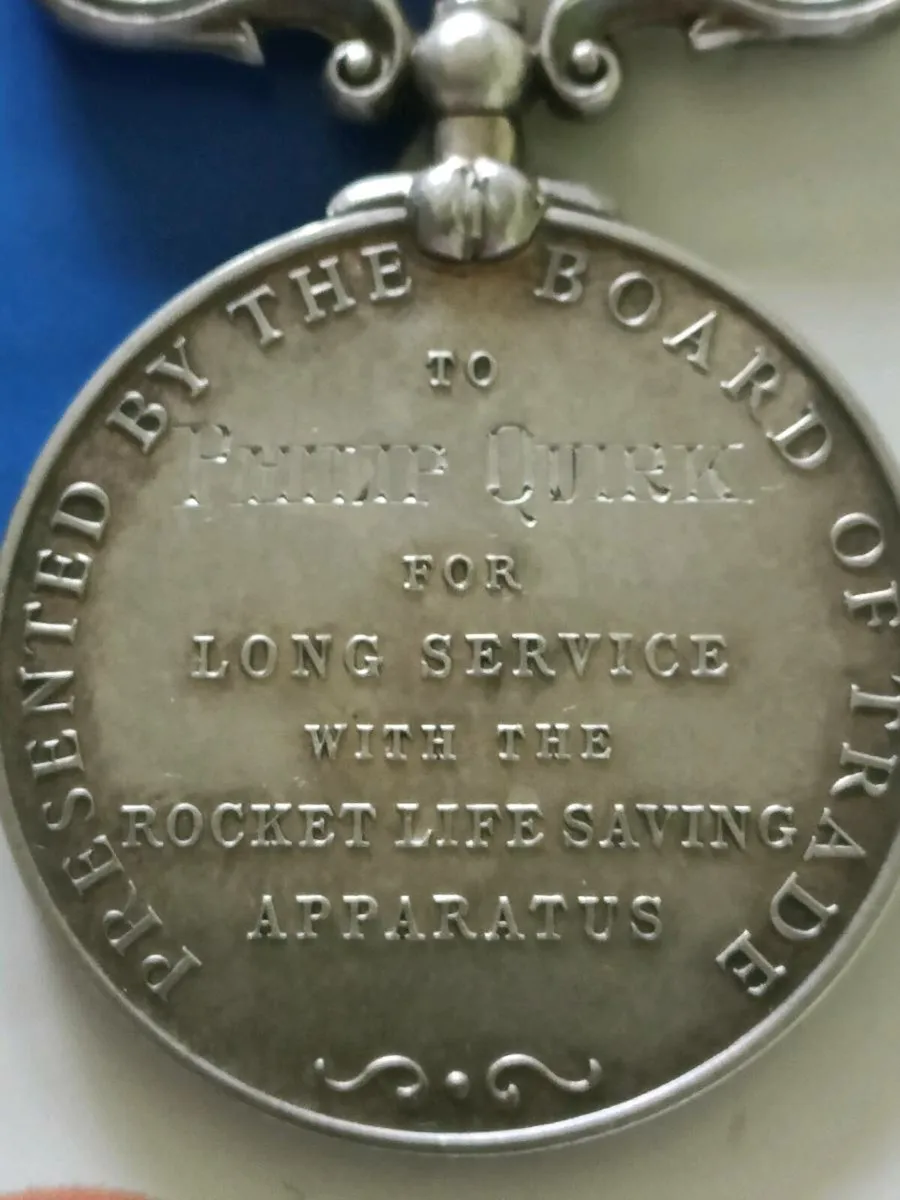 PRESENTED BY THE BOARD OF TRADE
TO
PHILIP QUIRK
FOR
LONG SERVICE
WITH THE
ROCKET LIFE SAVING
APPARATUS